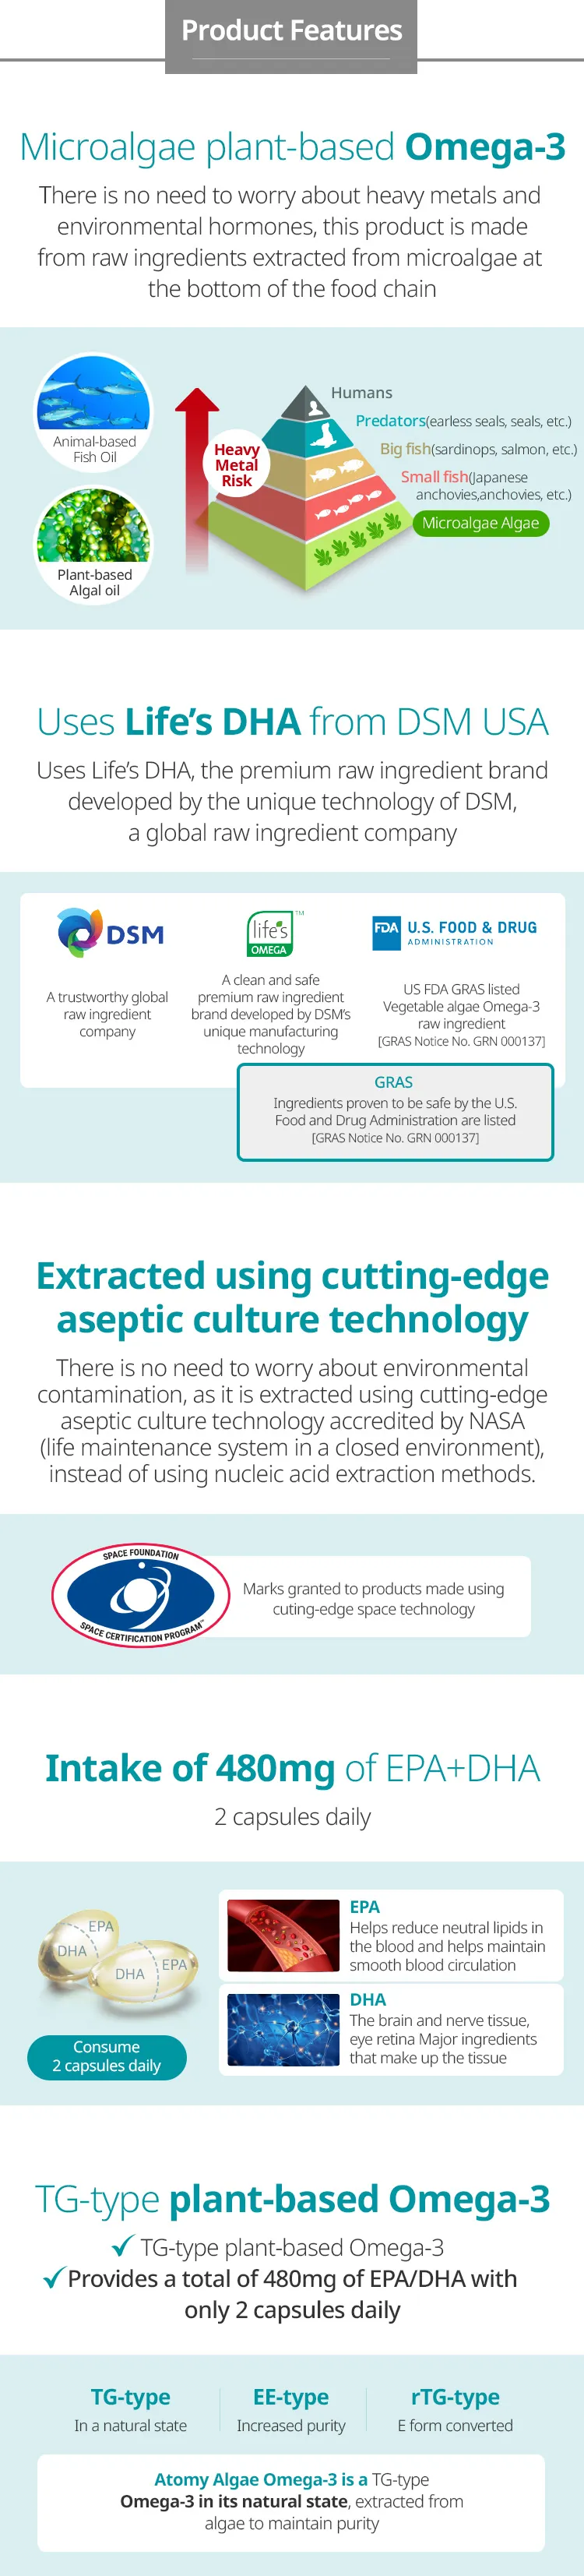 Product Features
Microalgae plant-based Omega-3
There is no need to worry about heavy metals and
environmental hormones, this product is made
from raw ingredients extracted from microalgae at
the bottom of the food chain
Animal-based
Fish Oil
Plant-based
Algal oil
Heavy
Metal
Risk
Humans
Predators(earless seals, seals, etc.)
Big fish(sardinops, salmon, etc.)
Small fish(Japanese
anchovies,anchovies, etc.)
Microalgae Algae
Uses Life's DHA from DSM USA
Uses Life's DHA, the premium raw ingredient brand
developed by the unique technology of DSM,
a global raw ingredient company
DSM
A trustworthy global
raw ingredient
company
life's
OMEGA
TM
A clean and safe
premium raw ingredient
brand developed by DSM's
unique manufacturing
technology
FDA U.S. FOOD & DRUG
ADMINISTRATION
US FDA GRAS listed
Vegetable algae Omega-3
raw ingredient
[GRAS Notice No. GRN 000137]
GRAS
Ingredients proven to be safe by the U.S.
Food and Drug Administration are listed
[GRAS Notice No. GRN 000137]
Extracted using cutting-edge
aseptic culture technology
There is no need to worry about environmental
contamination, as it is extracted using cutting-edge
aseptic culture technology accredited by NASA
(life maintenance system in a closed environment),
instead of using nucleic acid extraction methods.
SPACE FOUNDATION
SPACE CERTIFICATION PROGRAM™
Marks granted to products made using
cuting-edge space technology
Intake of 480mg of EPA+DHA
2 capsules daily
EPA
DHA
EPA
DHA
Consume
2 capsules daily
EPA
Helps reduce neutral lipids in
the blood and helps maintain
smooth blood circulation
DHA
The brain and nerve tissue,
eye retina Major ingredients
that make up the tissue
TG-type plant-based Omega-3
✓ TG-type plant-based Omega-3
✓ Provides a total of 480mg of EPA/DHA with
only 2 capsules daily
TG-type
In a natural state
EE-type
Increased purity
rTG-type
E form converted
Atomy Algae Omega-3 is a TG-type
Omega-3 in its natural state, extracted from
algae to maintain purity